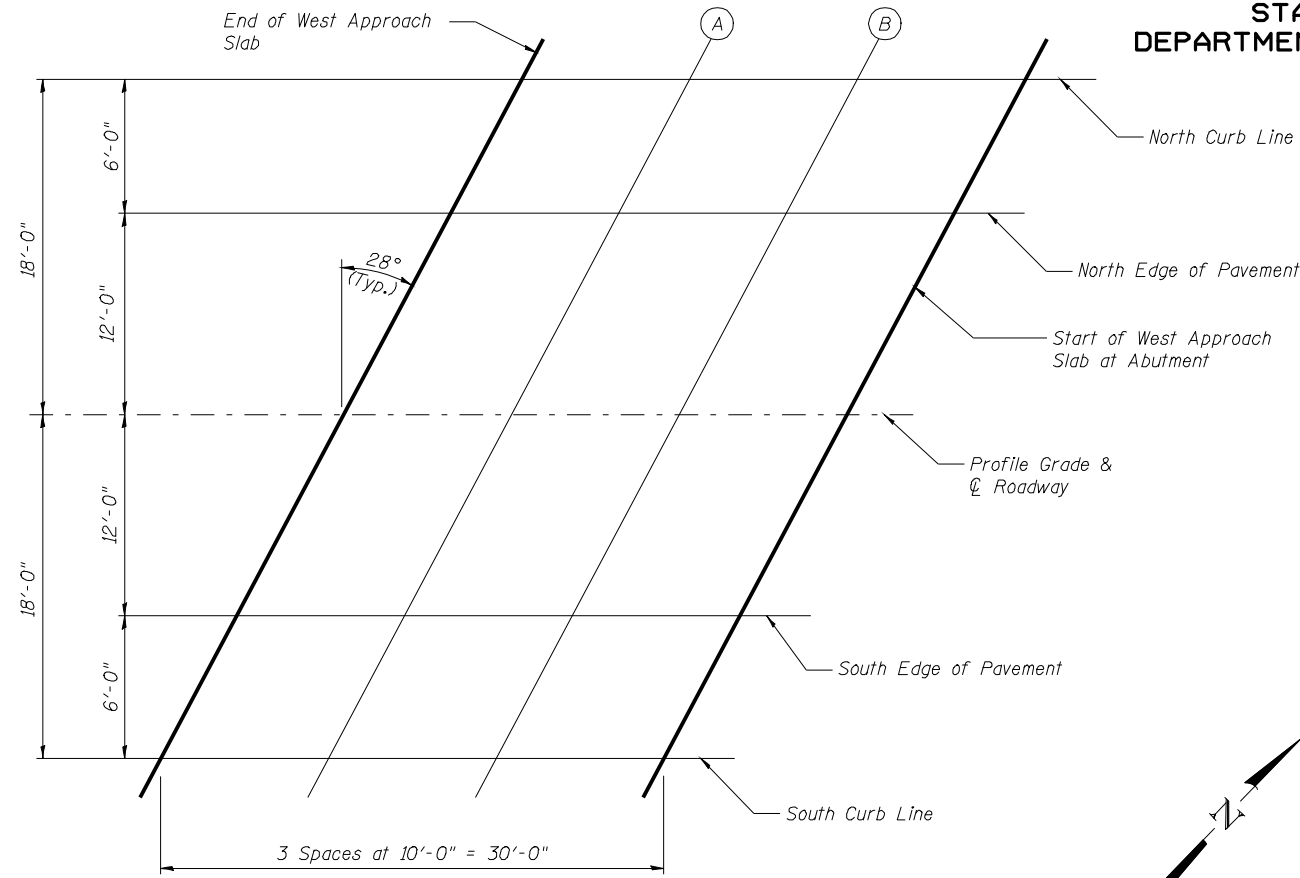 STA
DEPARTMEN
End of West Approach
Slab
A
B
North Curb Line
6'-0"
18'-0"
28°
(Typ.)
North Edge of Pavement
12'-0"
Start of West Approach
Slab at Abutment
Profile Grade &
℄ Roadway
12'-0"
18'-0"
6'-0"
South Edge of Pavement
South Curb Line
3 Spaces at 10'-0" = 30'-0"
N